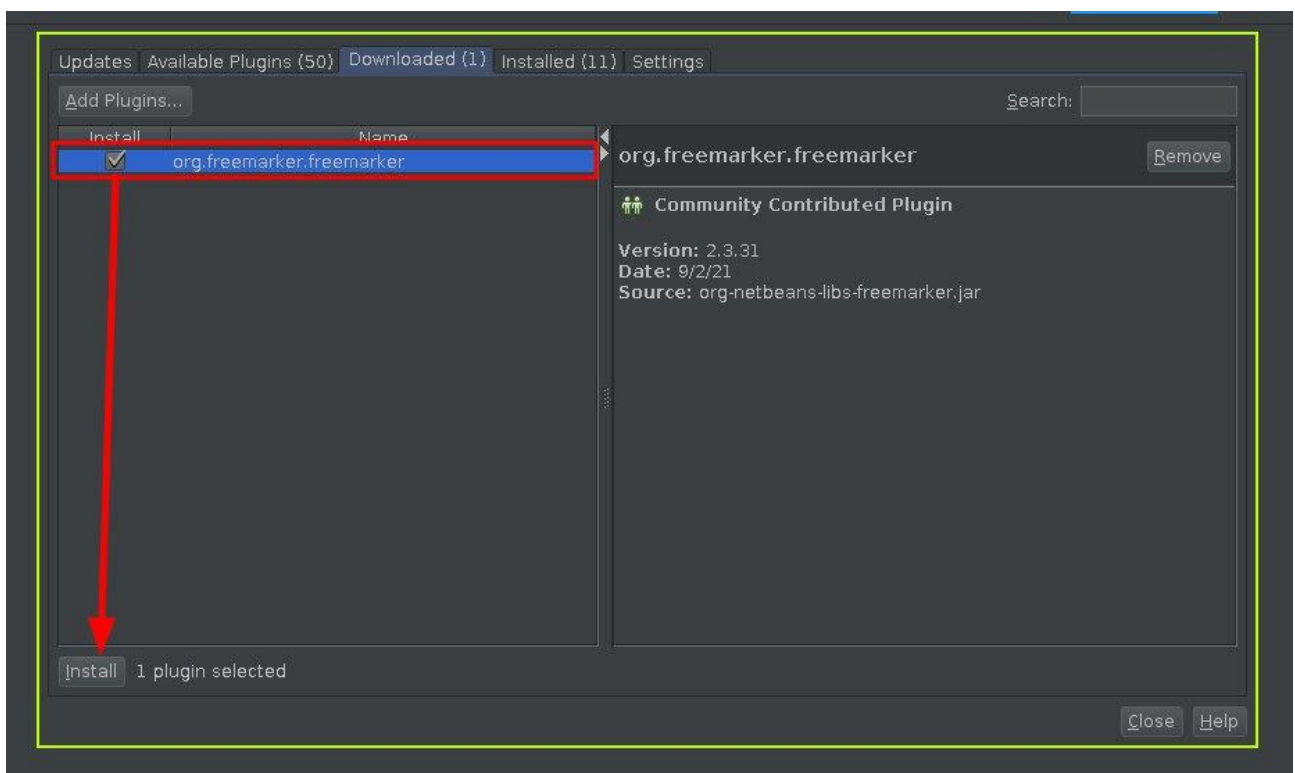 Updates Available Plugins (50) Downloaded (1) Installed (11) Settings
Add Plugins... Search:
Install Name
org.freemarker.freemarker
org.freemarker.freemarker Remove
Community Contributed Plugin
Version: 2.3.31
Date: 9/2/21
Source: org-netbeans-libs-freemarker.jar
Install 1 plugin selected
Close Help